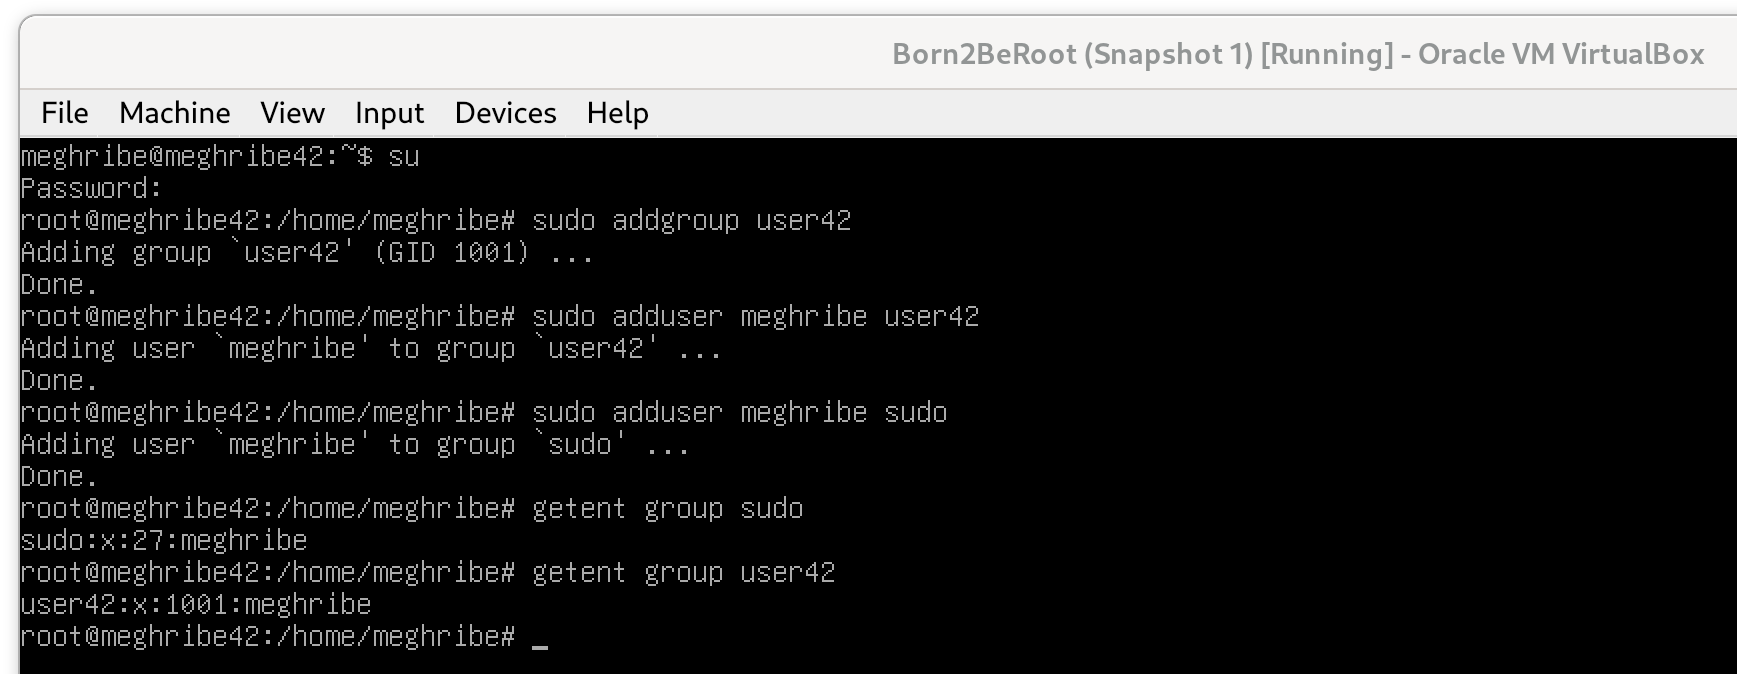 Born2BeRoot (Snapshot 1) [Running] - Oracle VM VirtualBox
File Machine View Input Devices Help
meghribe@meghribe42:~$ su
Password:
root@meghribe42:/home/meghribe# sudo addgroup user42
Adding group `user42' (GID 1001) ...
Done.
root@meghribe42:/home/meghribe# sudo adduser meghribe user42
Adding user `meghribe' to group `user42' ...
Done.
root@meghribe42:/home/meghribe# sudo adduser meghribe sudo
Adding user `meghribe' to group `sudo' ...
Done.
root@meghribe42:/home/meghribe# getent group sudo
sudo:x:27:meghribe
root@meghribe42:/home/meghribe# getent group user42
user42:x:1001:meghribe
root@meghribe42:/home/meghribe# _